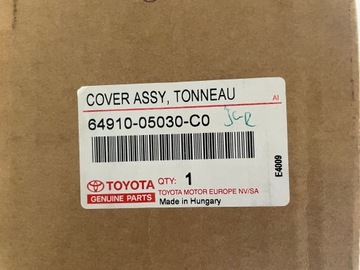 COVER ASSY, TONNEAU
AI
64910-05030-C0
E4009
TOYOTA
GENUINE PARTS
QTY: 1
TOYOTA MOTOR EUROPE NV/SA
Made in Hungary